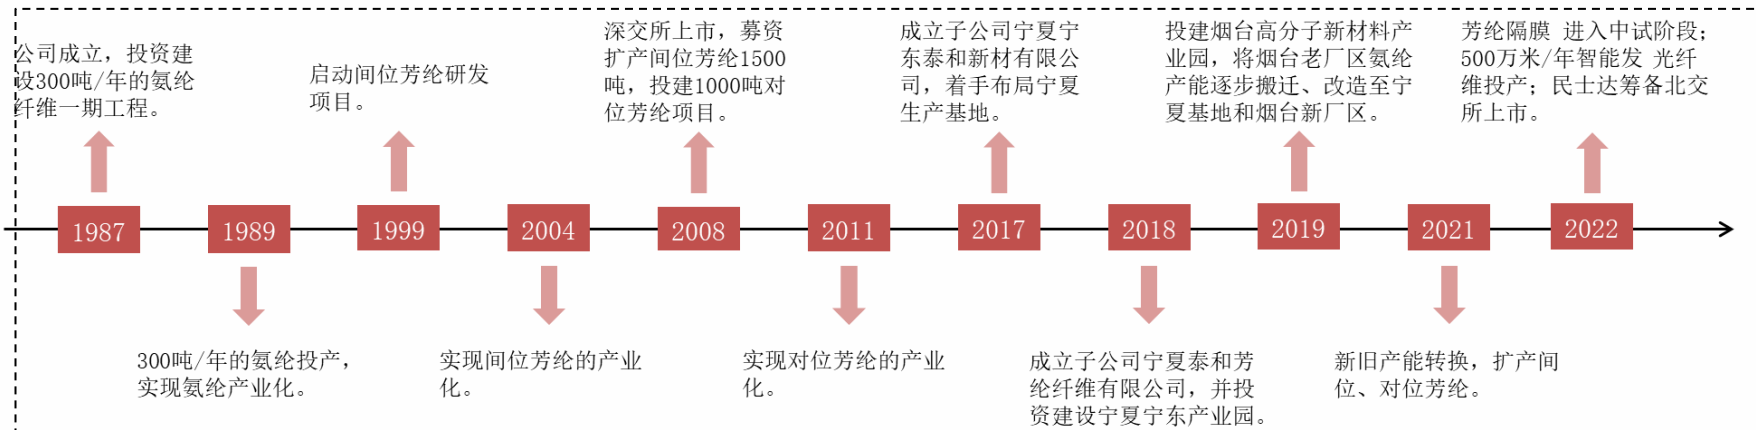 公司成立，投资建
设300吨/年的氨纶
纤维一期工程。
启动间位芳纶研发
项目。
深交所上市，募资
扩产间位芳纶1500
吨，投建1000吨对
位芳纶项目。
成立子公司宁夏宁
东泰和新材有限公
司，着手布局宁夏
生产基地。
投建烟台高分子新材料产
业园，将烟台老厂区氨纶
产能逐步搬迁、改造至宁
夏基地和烟台新厂区。
芳纶隔膜 进入中试阶段；
500万米/年智能发 光纤
维投产；民士达筹备北交
所上市。
1987
1989
1999
2004
2008
2011
2017
2018
2019
2021
2022
300吨/年的氨纶投产，
实现氨纶产业化。
实现间位芳纶的产业
化。
实现对位芳纶的产业
化。
成立子公司宁夏泰和芳
纶纤维有限公司，并投
资建设宁夏宁东产业园。
新旧产能转换，扩产间
位、对位芳纶。